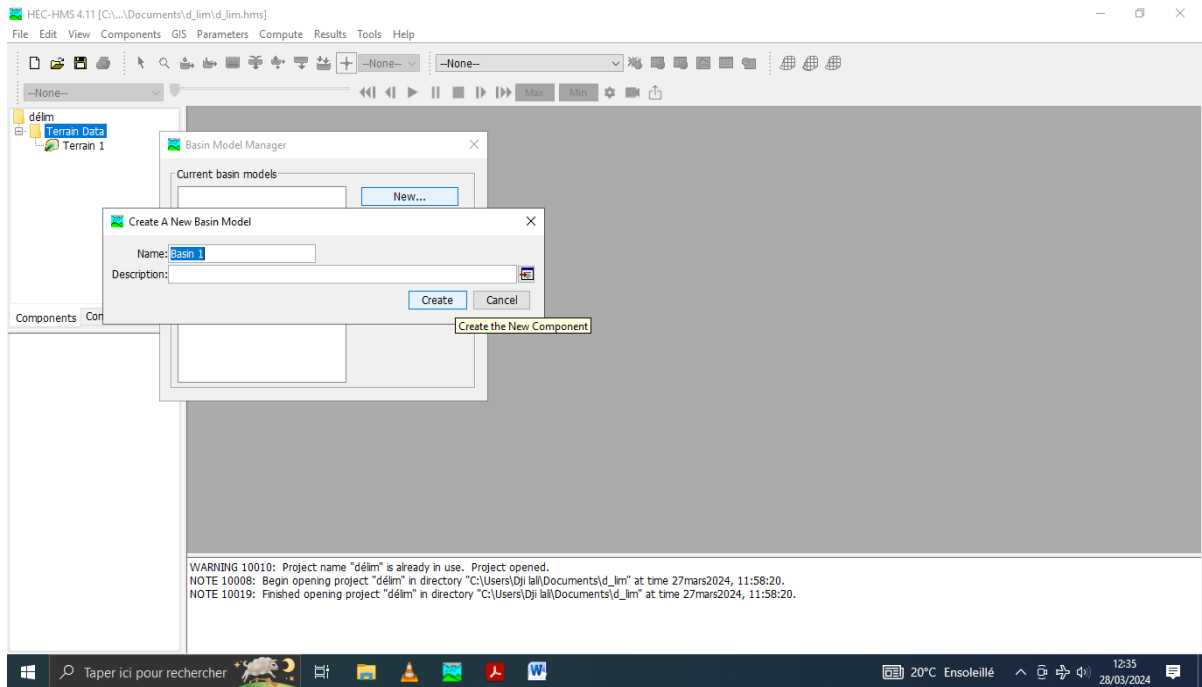 HEC-HMS 4.11 [C:\...\Documents\d_lim\d_lim.hms]
File Edit View Components GIS Parameters Compute Results Tools Help
--None-- --None--
--None-- Max Min
délim
Terrain Data
Terrain 1
Basin Model Manager
Current basin models
New...
Create A New Basin Model
Name: Basin 1
Description:
Create Cancel
Components
Create the New Component
WARNING 10010: Project name "délim" is already in use. Project opened.
NOTE 10008: Begin opening project "délim" in directory "C:\Users\Dji lali\Documents\d_lim" at time 27mars2024, 11:58:20.
NOTE 10019: Finished opening project "délim" in directory "C:\Users\Dji lali\Documents\d_lim" at time 27mars2024, 11:58:20.
Taper ici pour rechercher
20°C Ensoleillé
12:35
28/03/2024